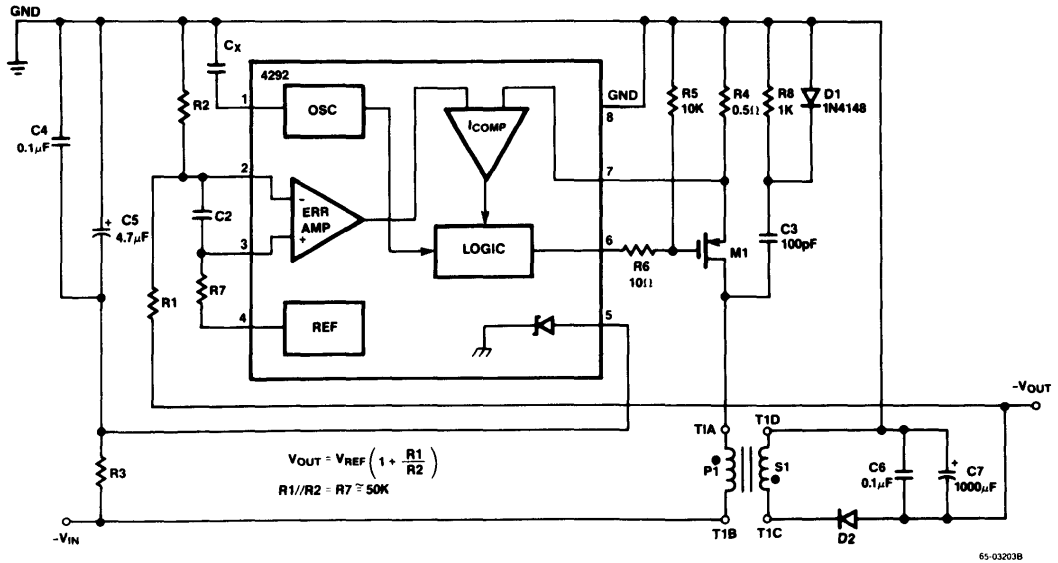 GND
CX
4292
GND
8
1
OSC
ICOMP
R2
R5
10K
R4
0.5Ω
R8
1K
D1
1N4148
C4
0.1μF
2
7
C5
+
4.7μF
C2
-
ERR
AMP
+
3
LOGIC
6
R6
10Ω
M1
C3
100pF
R1
R7
4
REF
5
-VOUT
T1A
T1D
R3
VOUT = VREF (1 + R1/R2)
R1//R2 = R7 ≅ 50K
P1
S1
C6
0.1μF
+
C7
1000μF
-VIN
T1B
T1C
D2
65-03203B